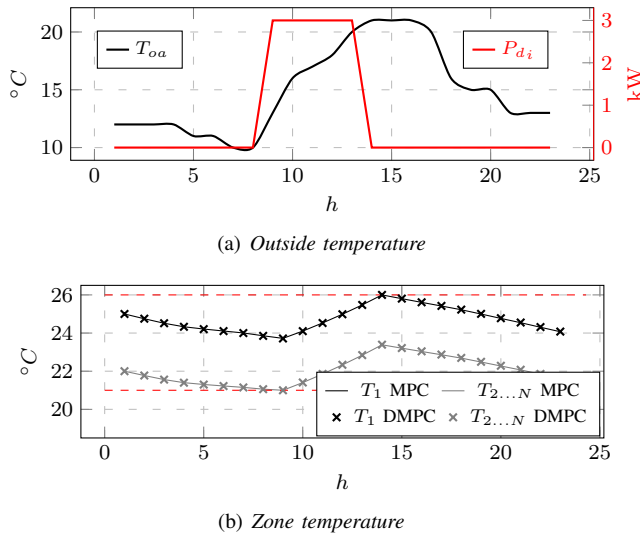 20
15
10
°C
T_oa
P_di
3
2
1
0
kW
0 5 10 15 20 25
h
(a) Outside temperature
26
24
22
20
°C
T_1 MPC T_2...N MPC
T_1 DMPC T_2...N DMPC
0 5 10 15 20 25
h
(b) Zone temperature